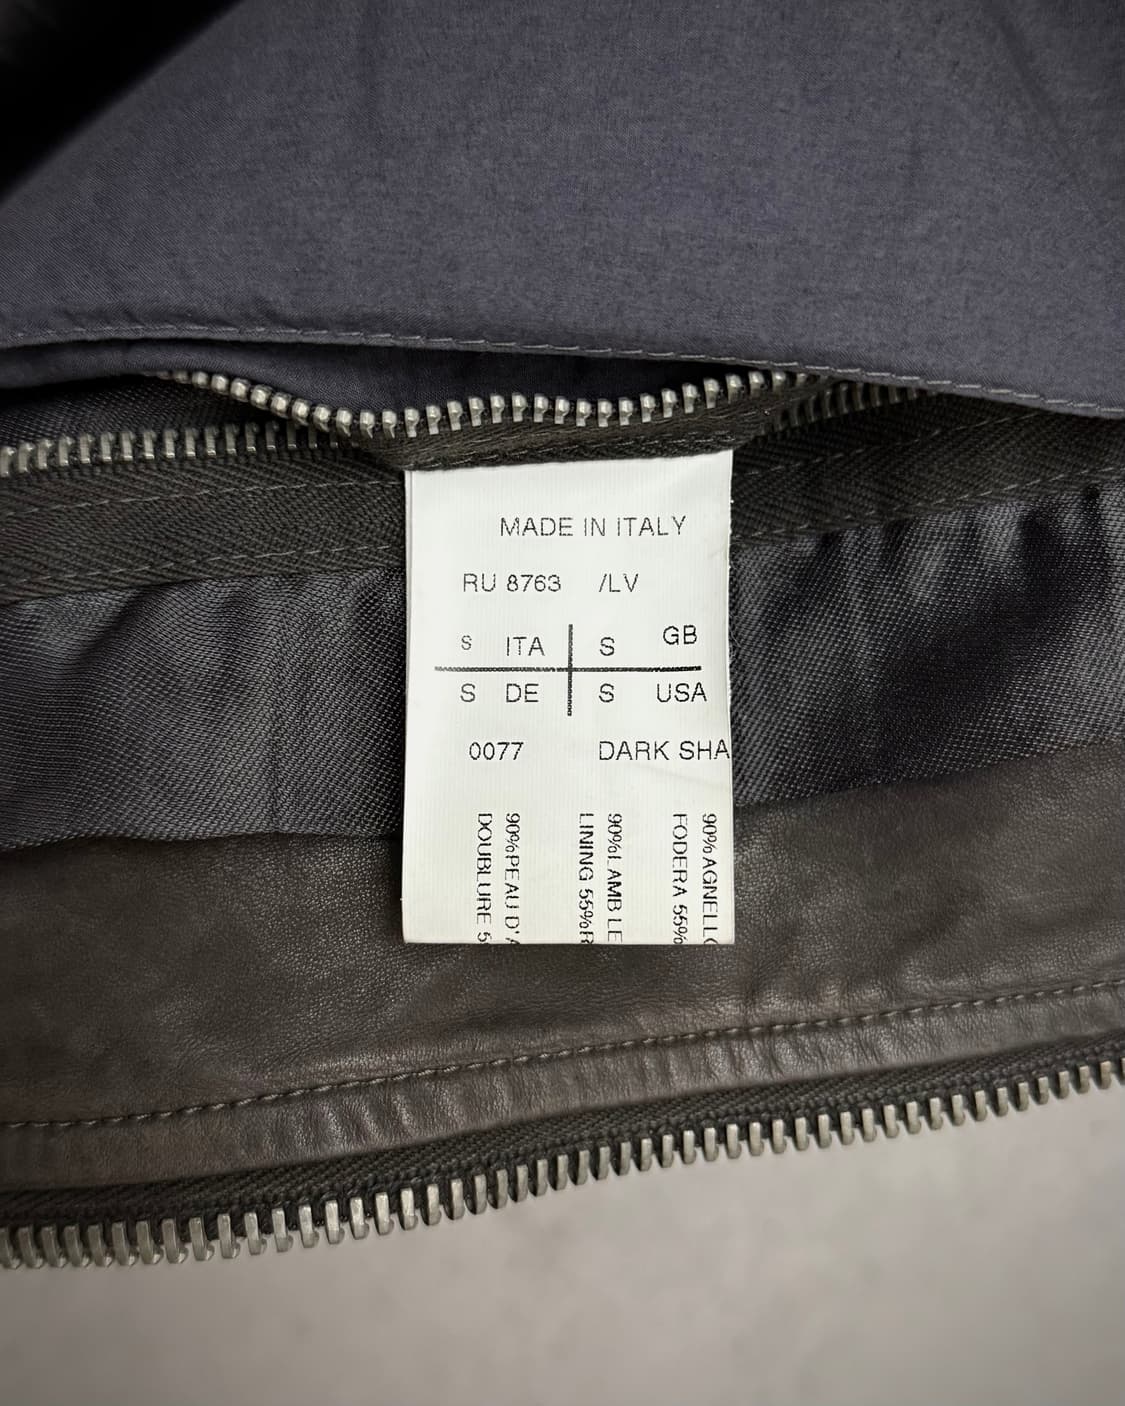 MADE IN ITALY
RU 8763 /LV
S ITA S GB
S DE S USA
0077 DARK SHA
90%AGNELLO
FODERA 55%
90%LAMB LE
LINING 55%R
90%PEAU D'A
DOUBLURE 5